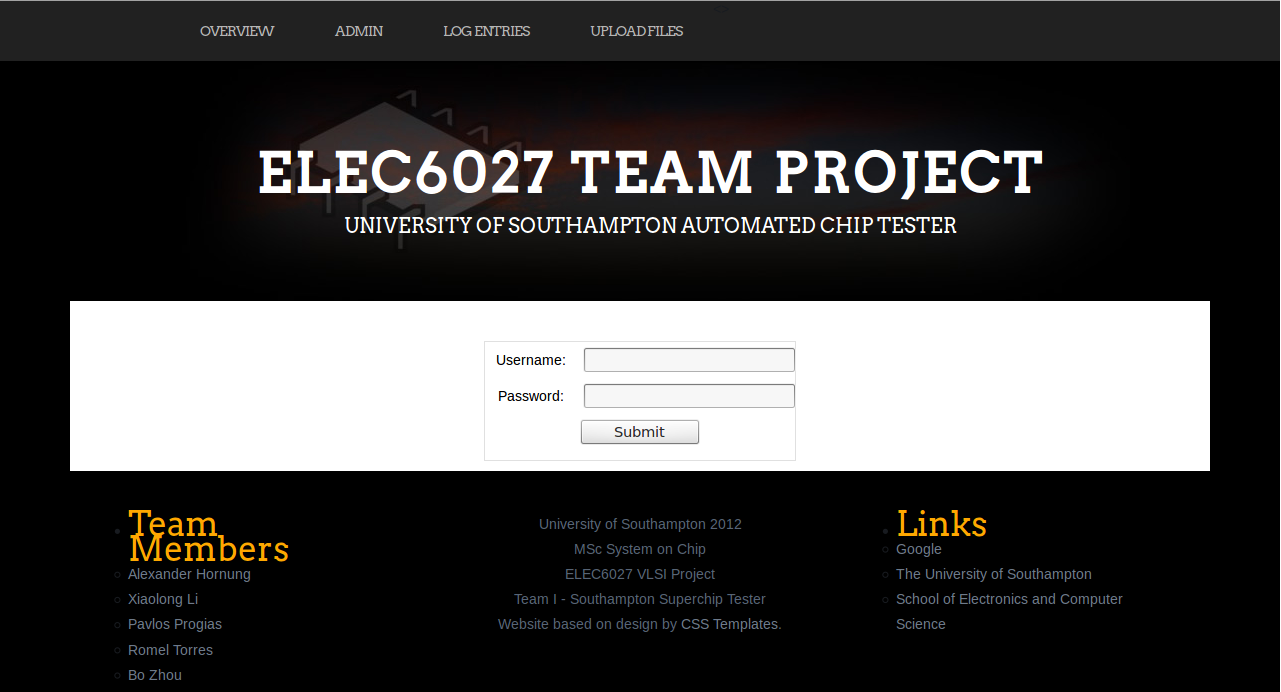 OVERVIEW ADMIN LOG ENTRIES UPLOAD FILES
ELEC6027 TEAM PROJECT
UNIVERSITY OF SOUTHAMPTON AUTOMATED CHIP TESTER
Username:
Password:
Submit
Team
Members
Alexander Hornung
Xiaolong Li
Pavlos Progias
Romel Torres
Bo Zhou
University of Southampton 2012
MSc System on Chip
ELEC6027 VLSI Project
Team I - Southampton Superchip Tester
Website based on design by CSS Templates.
Links
Google
The University of Southampton
School of Electronics and Computer
Science